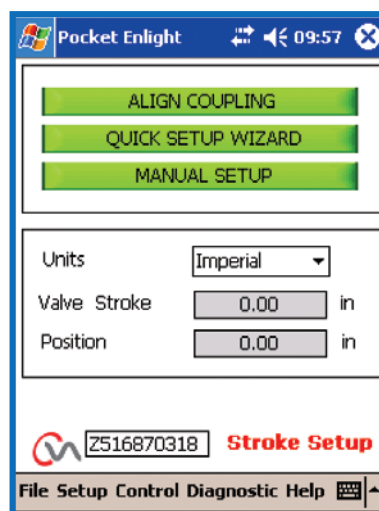 Pocket Enlight 09:57
ALIGN COUPLING
QUICK SETUP WIZARD
MANUAL SETUP
Units Imperial
Valve Stroke 0.00 in
Position 0.00 in
Z516870318 Stroke Setup
File Setup Control Diagnostic Help